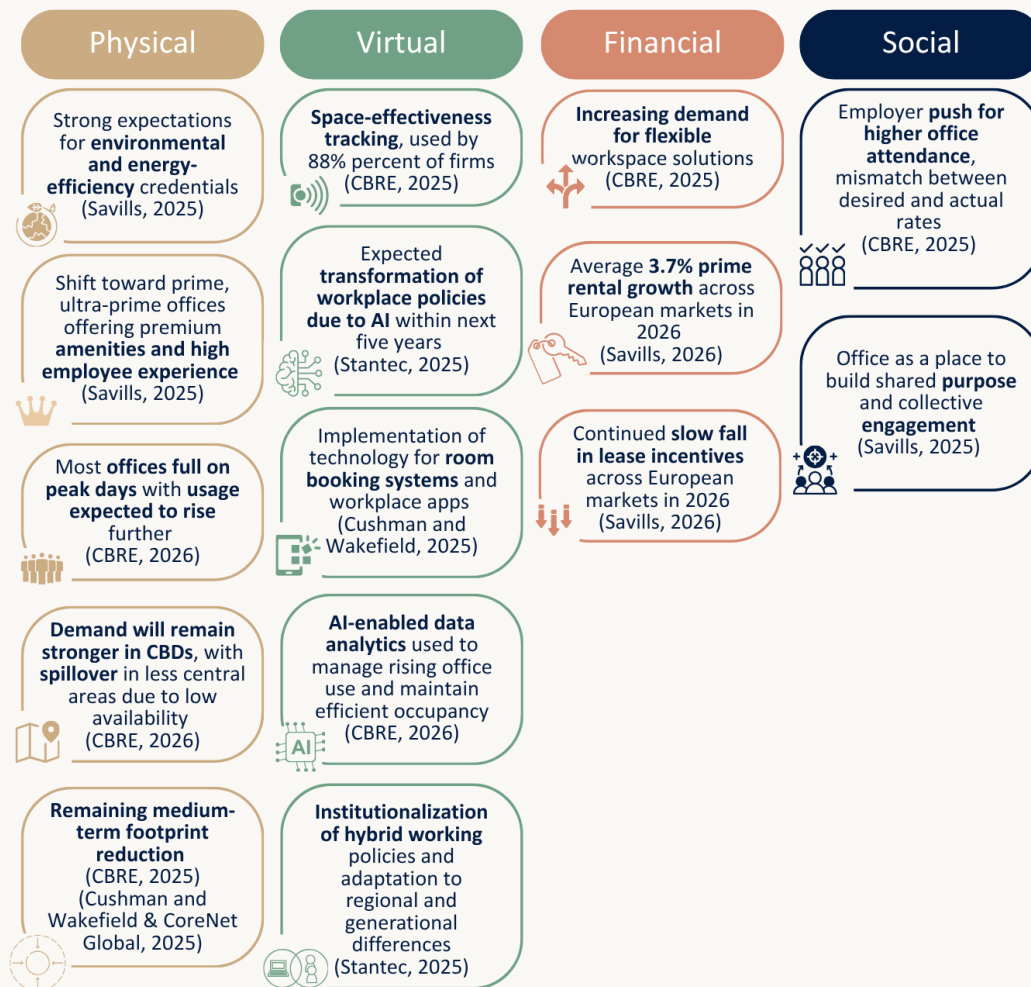 Physical
Strong expectations
for environmental
and energy-
efficiency credentials
(Savills, 2025)
Shift toward prime,
ultra-prime offices
offering premium
amenities and high
employee experience
(Savills, 2025)
Most offices full on
peak days with usage
expected to rise
further
(CBRE, 2026)
Demand will remain
stronger in CBDs, with
spillover in less central
areas due to low
availability
(CBRE, 2026)
Remaining medium-
term footprint
reduction
(CBRE, 2025)
(Cushman and
Wakefield & CoreNet
Global, 2025)
Virtual
Space-effectiveness
tracking, used by
88% percent of firms
(CBRE, 2025)
Expected
transformation of
workplace policies
due to AI within next
five years
(Stantec, 2025)
Implementation of
technology for room
booking systems and
workplace apps
(Cushman and
Wakefield, 2025)
AI-enabled data
analytics used to
manage rising office
use and maintain
efficient occupancy
(CBRE, 2026)
AI
Institutionalization
of hybrid working
policies and
adaptation to
regional and
generational
differences
(Stantec, 2025)
Financial
Increasing demand
for flexible
workspace solutions
(CBRE, 2025)
Average 3.7% prime
rental growth across
European markets in
2026
(Savills, 2026)
Continued slow fall
in lease incentives
across European
markets in 2026
(Savills, 2026)
Social
Employer push for
higher office
attendance,
mismatch between
desired and actual
rates
(CBRE, 2025)
Office as a place to
build shared purpose
and collective
engagement
(Savills, 2025)